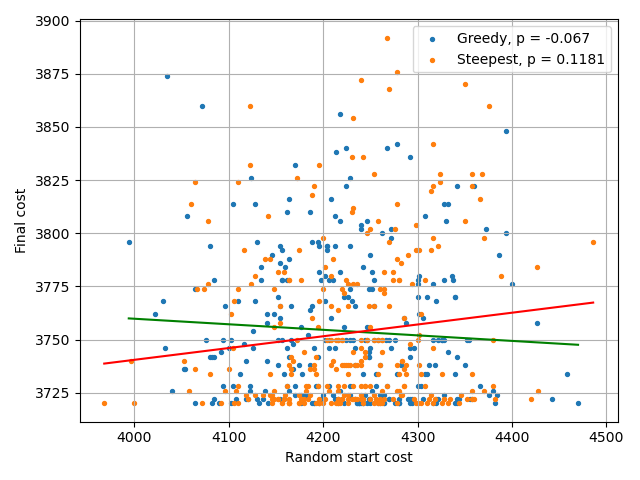 Greedy, p = -0.067
Steepest, p = 0.1181
Final cost
3900
3875
3850
3825
3800
3775
3750
3725
4000 4100 4200 4300 4400 4500
Random start cost